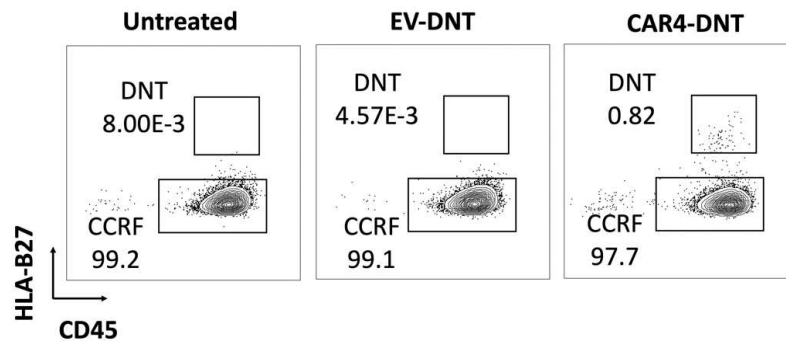 Untreated
EV-DNT
CAR4-DNT
DNT
8.00E-3
DNT
4.57E-3
DNT
0.82
CCRF
99.2
CCRF
99.1
CCRF
97.7
HLA-B27
CD45